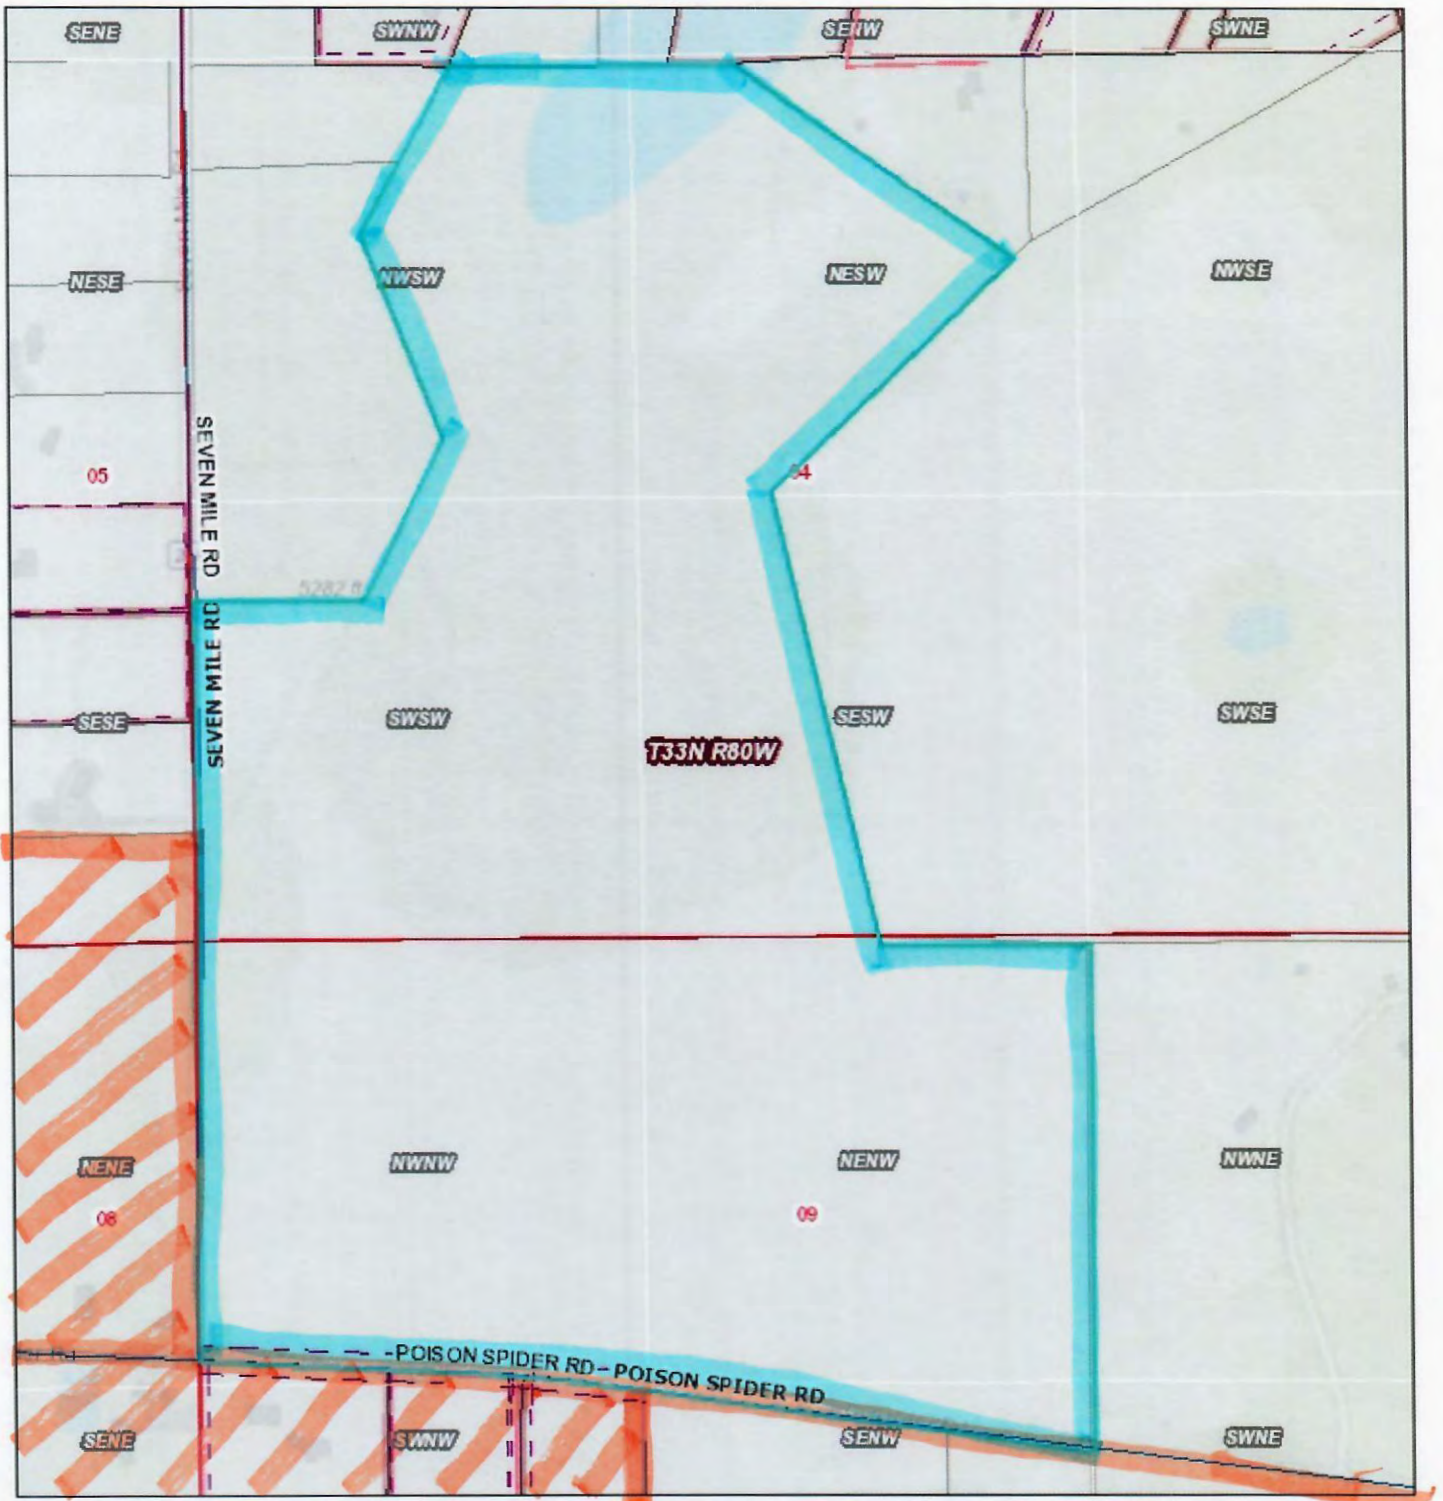 SENE
SWNW
SENW
SWNE
NESE
NWSW
NESW
NWSE
SEVEN MILE RD
05
04
5282 ft
SEVEN MILE RD
SESE
SWSW
SESW
SWSE
T33N R80W
NENE
NWNW
NENW
NWNE
08
09
POISON SPIDER RD POISON SPIDER RD
SENE
SWNW
SENW
SWNE